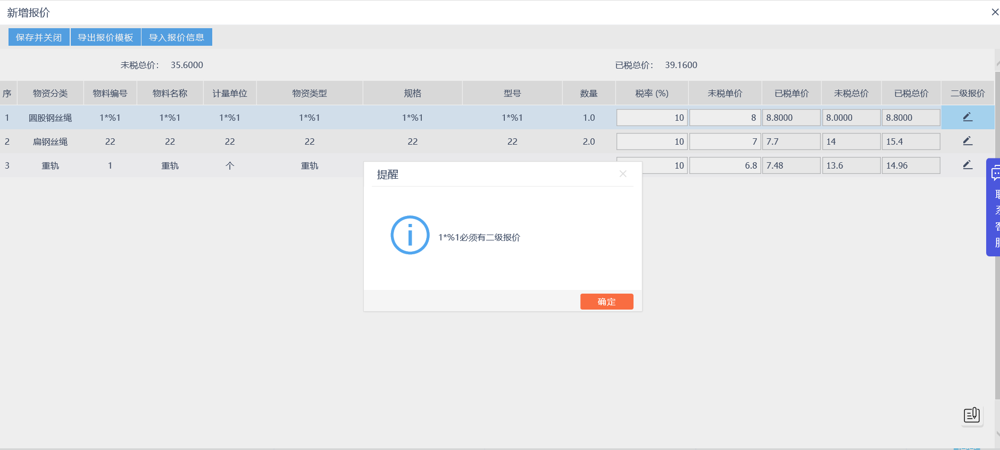 新增报价
保存并关闭 导出报价模板 导入报价信息
未税总价： 35.6000 已税总价： 39.1600
序 物资分类 物料编号 物料名称 计量单位 物资类型 规格 型号 数量 税率 (%) 未税单价 已税单价 未税总价 已税总价 二级报价
1 圆股钢丝绳 1*%1 1*%1 1*%1 1*%1 1*%1 1*%1 1.0 10 8 8.8000 8.0000 8.8000
2 扁钢丝绳 22 22 22 22 22 22 2.0 10 7 7.7 14 15.4
3 重轨 1 重轨 个 重轨 10 6.8 7.48 13.6 14.96
提醒
1*%1必须有二级报价
确定